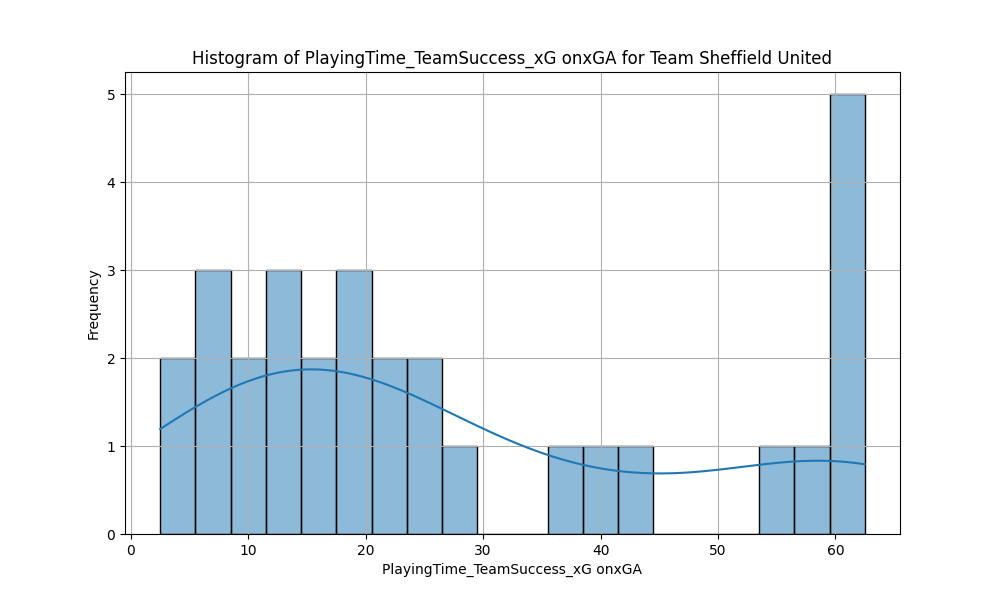 Histogram of PlayingTime_TeamSuccess_xG onxGA for Team Sheffield United
Frequency
5
4
3
2
1
0
0 10 20 30 40 50 60
PlayingTime_TeamSuccess_xG onxGA